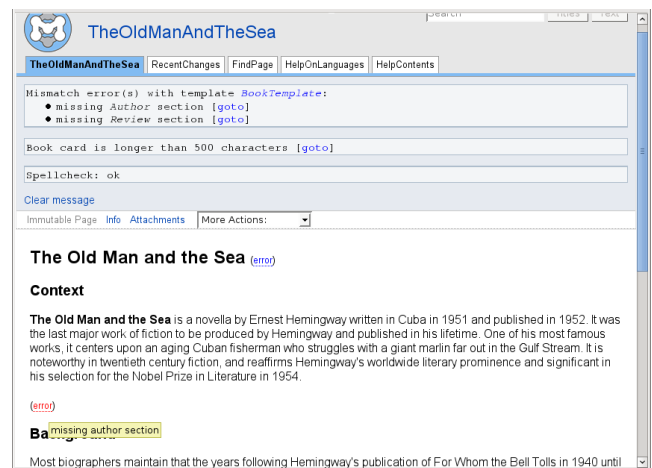 Search Titles Text
TheOldManAndTheSea
TheOldManAndTheSea RecentChanges FindPage HelpOnLanguages HelpContents
Mismatch error(s) with template BookTemplate:
missing Author section [goto]
missing Review section [goto]
Book card is longer than 500 characters [goto]
Spellcheck: ok
Clear message
Immutable Page Info Attachments More Actions:
The Old Man and the Sea (error)
Context
The Old Man and the Sea is a novella by Ernest Hemingway written in Cuba in 1951 and published in 1952. It was
the last major work of fiction to be produced by Hemingway and published in his lifetime. One of his most famous
works, it centers upon an aging Cuban fisherman who struggles with a giant marlin far out in the Gulf Stream. It is
noteworthy in twentieth century fiction, and reaffirms Hemingway's worldwide literary prominence and significant in
his selection for the Nobel Prize in Literature in 1954.
(error)
missing author section
Most biographers maintain that the years following Hemingway's publication of For Whom the Bell Tolls in 1940 until